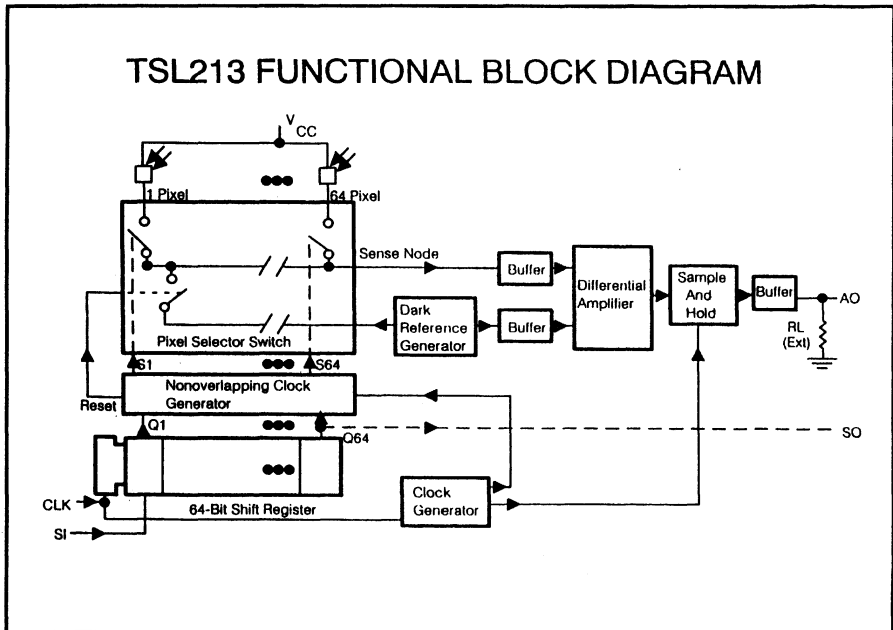 TSL213 FUNCTIONAL BLOCK DIAGRAM
V
CC
1 Pixel
64 Pixel
Sense Node
Buffer
Differential
Amplifier
Sample
And
Hold
Buffer
AO
Dark
Reference
Generator
Buffer
RL
(Ext)
Pixel Selector Switch
S1
S64
Nonoverlapping Clock
Generator
Reset
Q1
Q64
SO
Clock
Generator
CLK
64-Bit Shift Register
SI